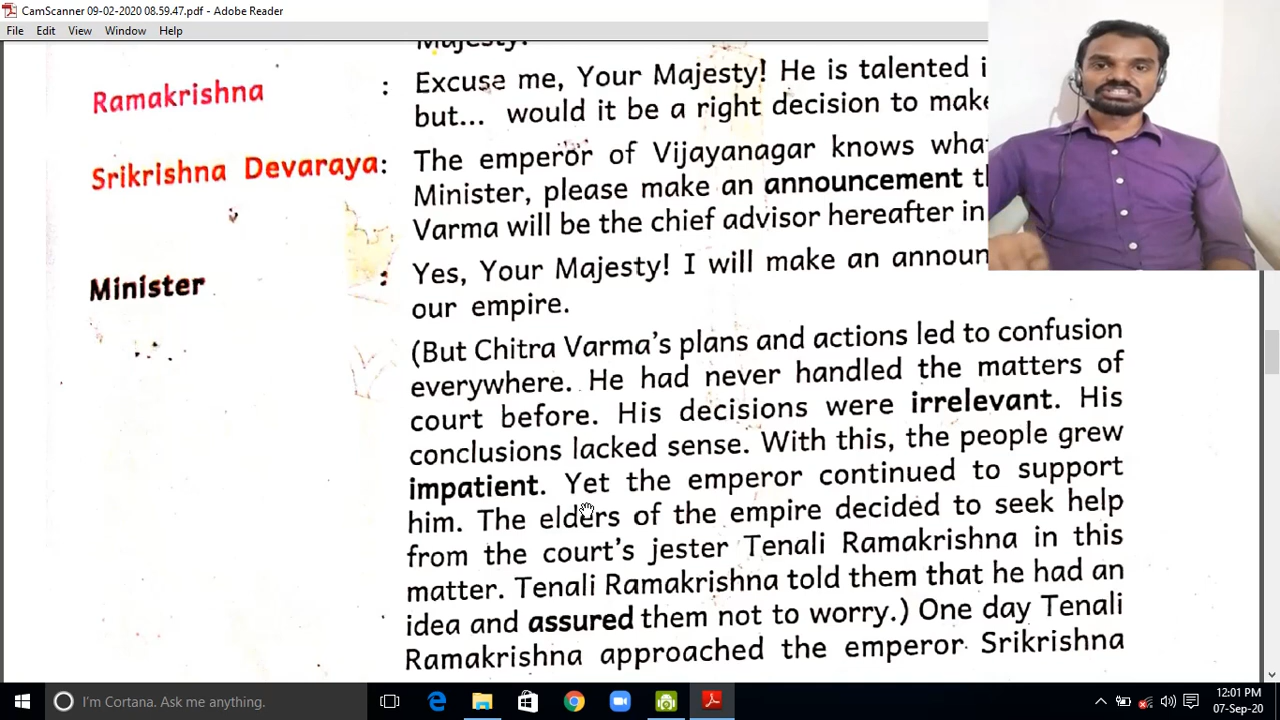 CamScanner 09-02-2020 08.59.47.pdf - Adobe Reader
File Edit View Window Help
Majesty!
Ramakrishna : Excuse me, Your Majesty! He is talented
but... would it be a right decision to make
Srikrishna Devaraya: The emperor of Vijayanagar knows
Minister, please make an announcement
Varma will be the chief advisor hereafter in
Minister : Yes, Your Majesty! I will make an
our empire.
(But Chitra Varma's plans and actions led to confusion
everywhere. He had never handled the matters of
court before. His decisions were irrelevant. His
conclusions lacked sense. With this, the people grew
impatient. Yet the emperor continued to support
him. The elders of the empire decided to seek help
from the court's jester Tenali Ramakrishna in this
matter. Tenali Ramakrishna told them that he had an
idea and assured them not to worry.) One day Tenali
Ramakrishna approached the emperor Srikrishna
I'm Cortana. Ask me anything.
12:01 PM
07-Sep-20